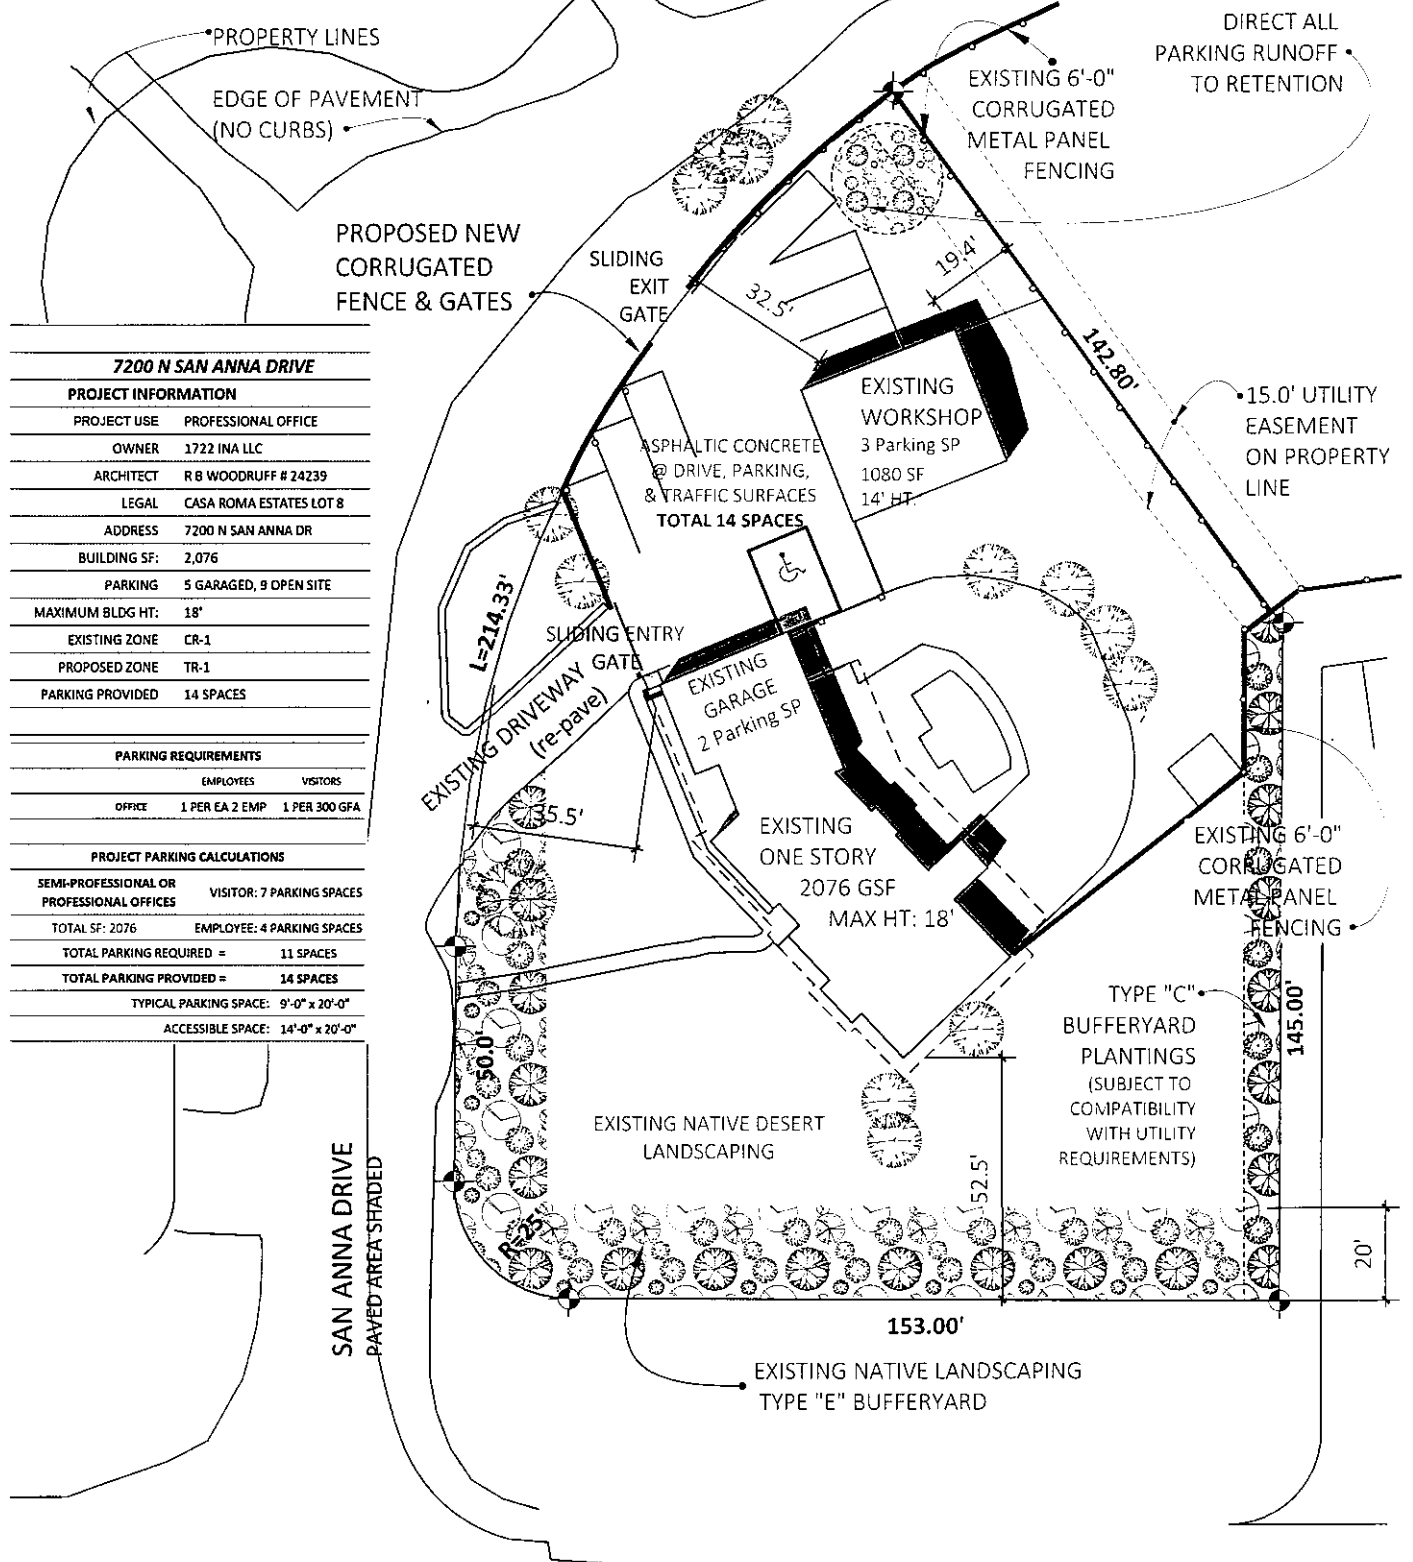 PROPERTY LINES
EDGE OF PAVEMENT
(NO CURBS)
PROPOSED NEW
CORRUGATED
FENCE & GATES
SLIDING
EXIT
GATE
EXISTING 6'-0"
CORRUGATED
METAL PANEL
FENCING
DIRECT ALL
PARKING RUNOFF
TO RETENTION
32.5'
19.4'
142.80'
15.0' UTILITY
EASEMENT
ON PROPERTY
LINE
EXISTING
WORKSHOP
3 Parking SP
1080 SF
14' HT.
ASPHALTIC CONCRETE
@ DRIVE, PARKING,
& TRAFFIC SURFACES
TOTAL 14 SPACES
7200 N SAN ANNA DRIVE
PROJECT INFORMATION
PROJECT USE PROFESSIONAL OFFICE
OWNER 1722 INA LLC
ARCHITECT R B WOODRUFF # 24239
LEGAL CASA ROMA ESTATES LOT 8
ADDRESS 7200 N SAN ANNA DR
BUILDING SF: 2,076
PARKING 5 GARAGED, 9 OPEN SITE
MAXIMUM BLDG HT: 18'
EXISTING ZONE CR-1
PROPOSED ZONE TR-1
PARKING PROVIDED 14 SPACES
PARKING REQUIREMENTS
EMPLOYEES VISITORS
OFFICE 1 PER EA 2 EMP 1 PER 300 GFA
PROJECT PARKING CALCULATIONS
SEMI-PROFESSIONAL OR
PROFESSIONAL OFFICES VISITOR: 7 PARKING SPACES
TOTAL SF: 2076 EMPLOYEE: 4 PARKING SPACES
TOTAL PARKING REQUIRED = 11 SPACES
TOTAL PARKING PROVIDED = 14 SPACES
TYPICAL PARKING SPACE: 9'-0" x 20'-0"
ACCESSIBLE SPACE: 14'-0" x 20'-0"
L=214.33'
SLIDING ENTRY
GATE
EXISTING DRIVEWAY
(re-pave)
EXISTING
GARAGE
2 Parking SP
35.5'
EXISTING
ONE STORY
2076 GSF
MAX HT: 18'
EXISTING 6'-0"
CORRUGATED
METAL PANEL
FENCING
TYPE "C"
BUFFERYARD
PLANTINGS
(SUBJECT TO
COMPATIBILITY
WITH UTILITY
REQUIREMENTS)
145.00'
50.0'
EXISTING NATIVE DESERT
LANDSCAPING
52.5'
R=25'
20'
153.00'
SAN ANNA DRIVE
PAVED AREA SHADED
EXISTING NATIVE LANDSCAPING
TYPE "E" BUFFERYARD